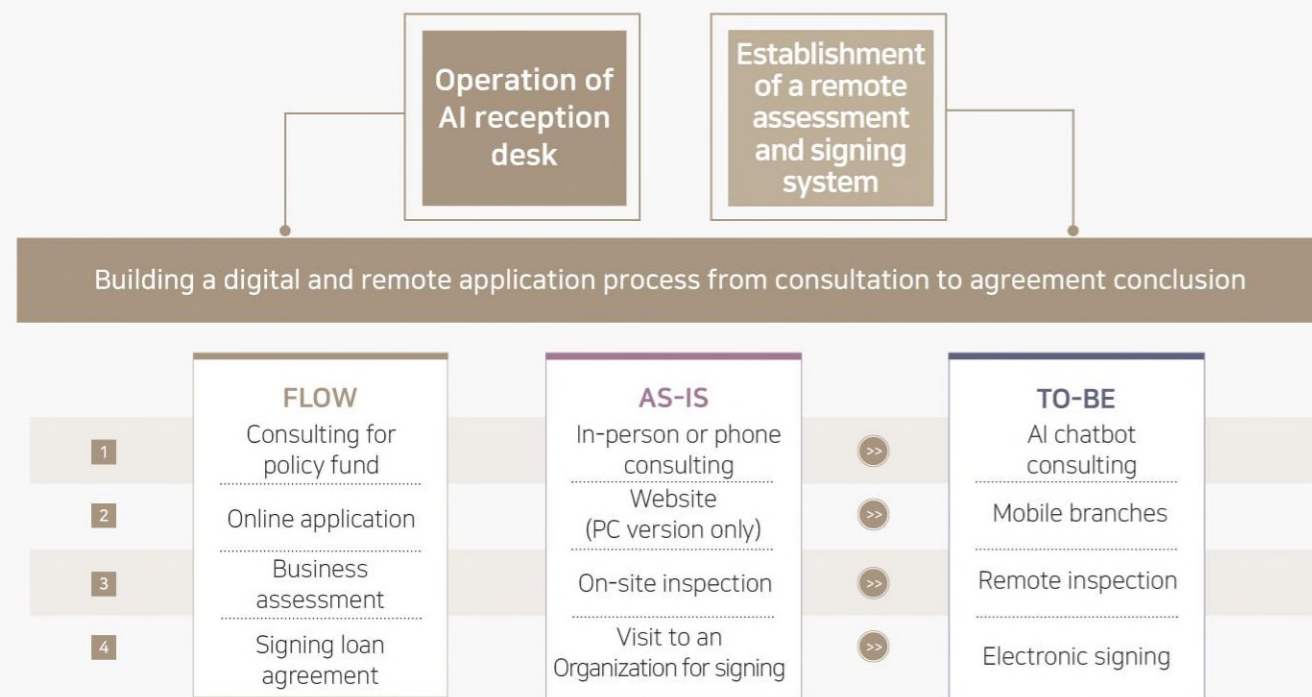 Operation of
AI reception
desk
Establishment
of a remote
assessment
and signing
system
Building a digital and remote application process from consultation to agreement conclusion
FLOW
AS-IS
TO-BE
1
Consulting for
policy fund
In-person or phone
consulting
>>
AI chatbot
consulting
2
Online application
Website
(PC version only)
>>
Mobile branches
3
Business
assessment
On-site inspection
>>
Remote inspection
4
Signing loan
agreement
Visit to an
Organization for signing
>>
Electronic signing